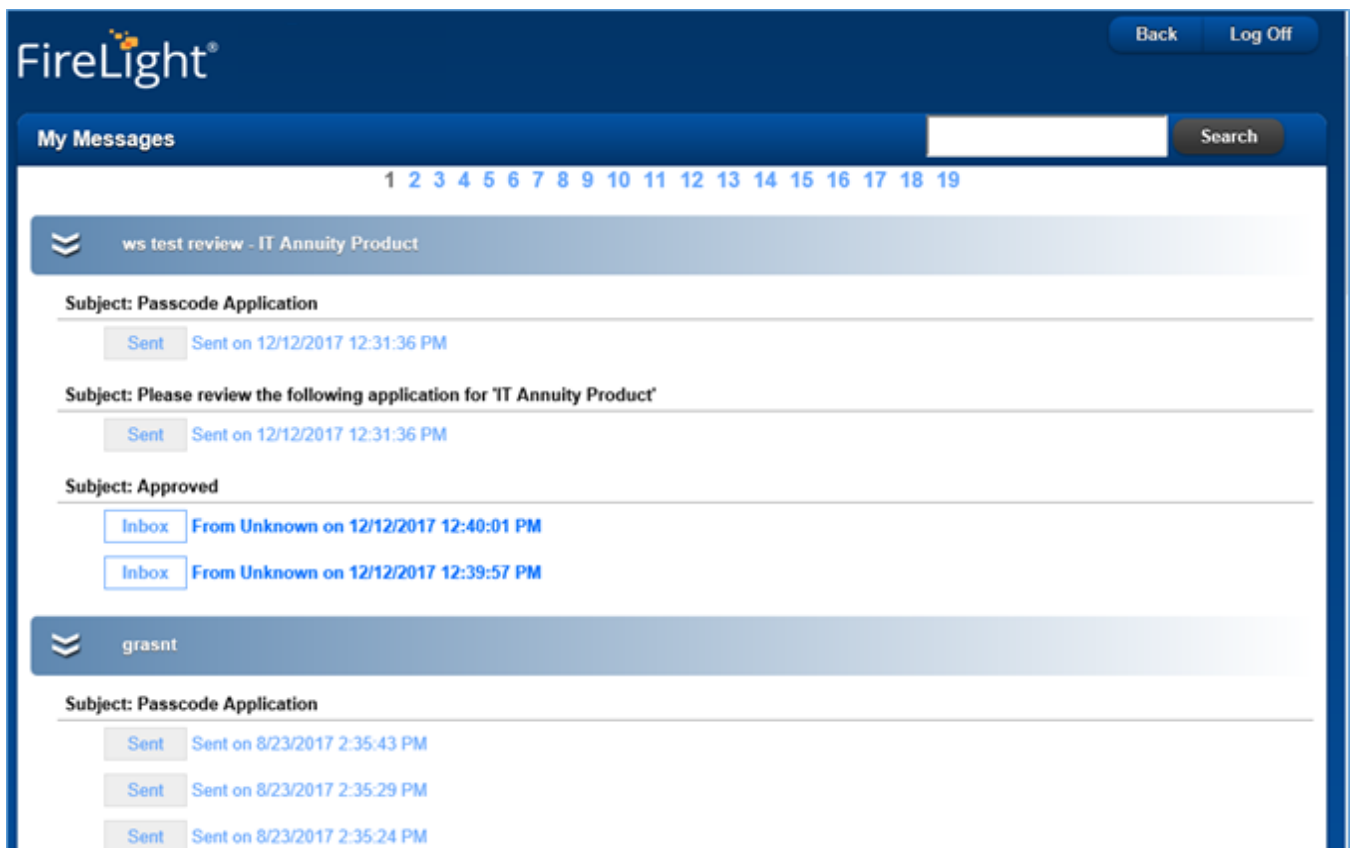 Back Log Off
FireLight®
My Messages Search
1 2 3 4 5 6 7 8 9 10 11 12 13 14 15 16 17 18 19
ws test review - IT Annuity Product
Subject: Passcode Application
Sent Sent on 12/12/2017 12:31:36 PM
Subject: Please review the following application for 'IT Annuity Product'
Sent Sent on 12/12/2017 12:31:36 PM
Subject: Approved
Inbox From Unknown on 12/12/2017 12:40:01 PM
Inbox From Unknown on 12/12/2017 12:39:57 PM
grasnt
Subject: Passcode Application
Sent Sent on 8/23/2017 2:35:43 PM
Sent Sent on 8/23/2017 2:35:29 PM
Sent Sent on 8/23/2017 2:35:24 PM